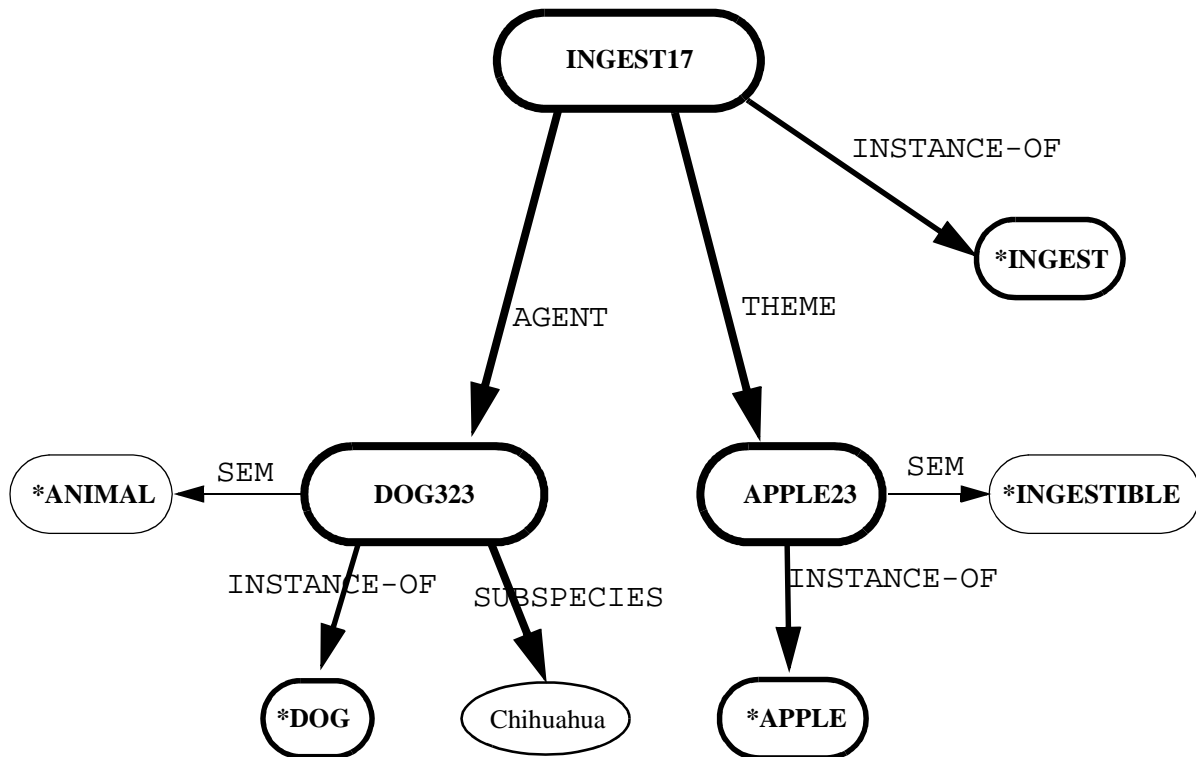 INGEST17
INSTANCE-OF
*INGEST
AGENT
THEME
SEM
SEM
*ANIMAL
DOG323
APPLE23
*INGESTIBLE
INSTANCE-OF
SUBSPECIES
INSTANCE-OF
*DOG
Chihuahua
*APPLE